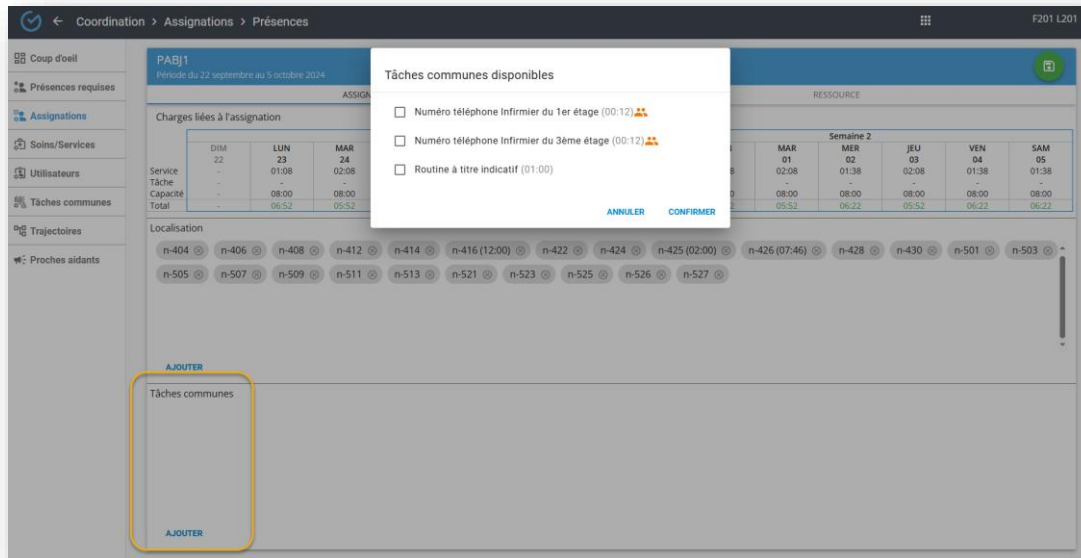 Coordination > Assignations > Présences
F201 L201
Coup d'oeil
Présences requises
Assignations
Soins/Services
Utilisateurs
Tâches communes
Trajectoires
Proches aidants
PABJ1
Période du 22 septembre au 5 octobre 2024
ASSIGN
RESSOURCE
Tâches communes disponibles
Numéro téléphone Infirmier du 1er étage (00:12)
Numéro téléphone Infirmier du 3ème étage (00:12)
Routine à titre indicatif (01:00)
ANNULER CONFIRMER
Charges liées à l'assignation
Semaine 2
DIM LUN MAR MAR MER JEU VEN SAM
22 23 24 01 02 03 04 05
Service - 01:08 02:08 02:08 01:38 02:08 01:38 01:38
Tâche - - - - - - - -
Capacité - 08:00 08:00 08:00 08:00 08:00 08:00 08:00
Total - 06:52 05:52 05:52 06:22 05:52 06:22 06:22
Localisation
n-404 n-406 n-408 n-412 n-414 n-416 (12:00) n-422 n-424 n-425 (02:00) n-426 (07:46) n-428 n-430 n-501 n-503
n-505 n-507 n-509 n-511 n-513 n-521 n-523 n-525 n-526 n-527
AJOUTER
Tâches communes
AJOUTER